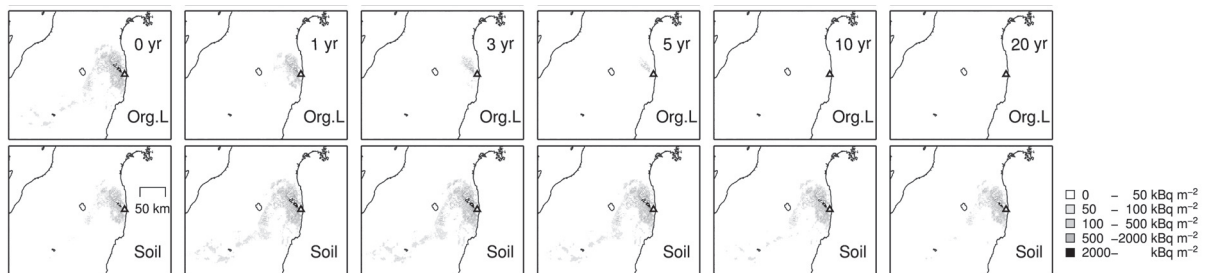 0 yr
Org.L
1 yr
Org.L
3 yr
Org.L
5 yr
Org.L
10 yr
Org.L
20 yr
Org.L
50 km
Soil
Soil
Soil
Soil
Soil
Soil
0 – 50 kBq m⁻²
50 – 100 kBq m⁻²
100 – 500 kBq m⁻²
500 –2000 kBq m⁻²
2000– kBq m⁻²